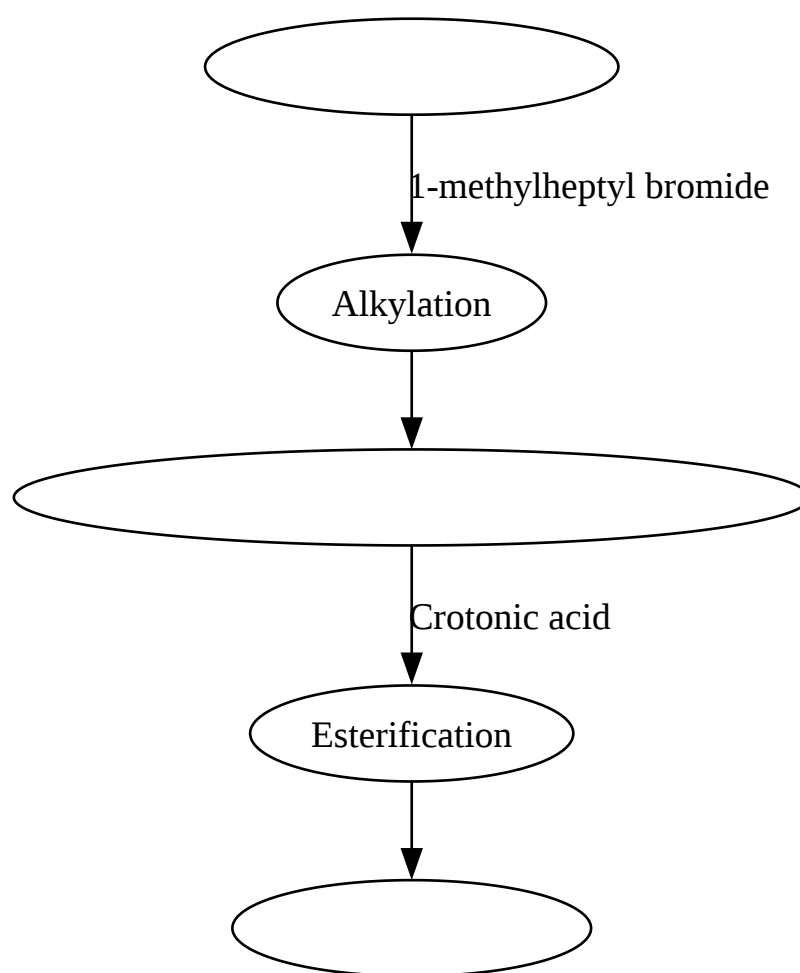 1-methylheptyl bromide
Alkylation
Crotonic acid
Esterification